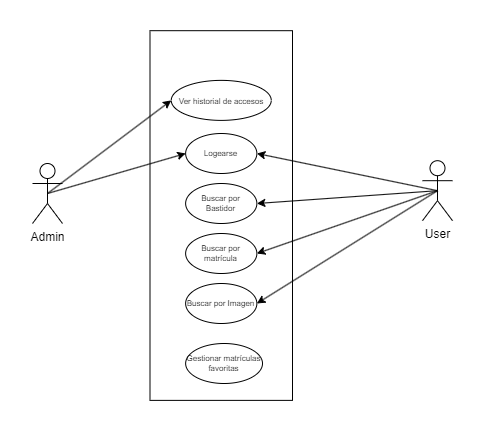 Ver historial de accesos
Logearse
Buscar por
Bastidor
Buscar por
matrícula
Buscar por Imagen
Gestionar matrículas
favoritas
Admin
User